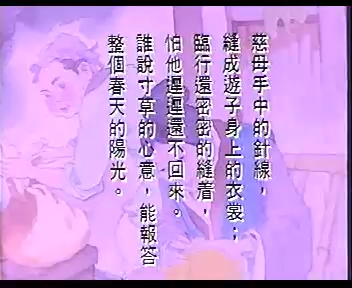 慈母手中的針線，
縫成遊子身上的衣裳；
臨行還密密的縫着，
怕他遲遲還不回來。
誰說寸草的心意，能報答
整個春天的陽光。